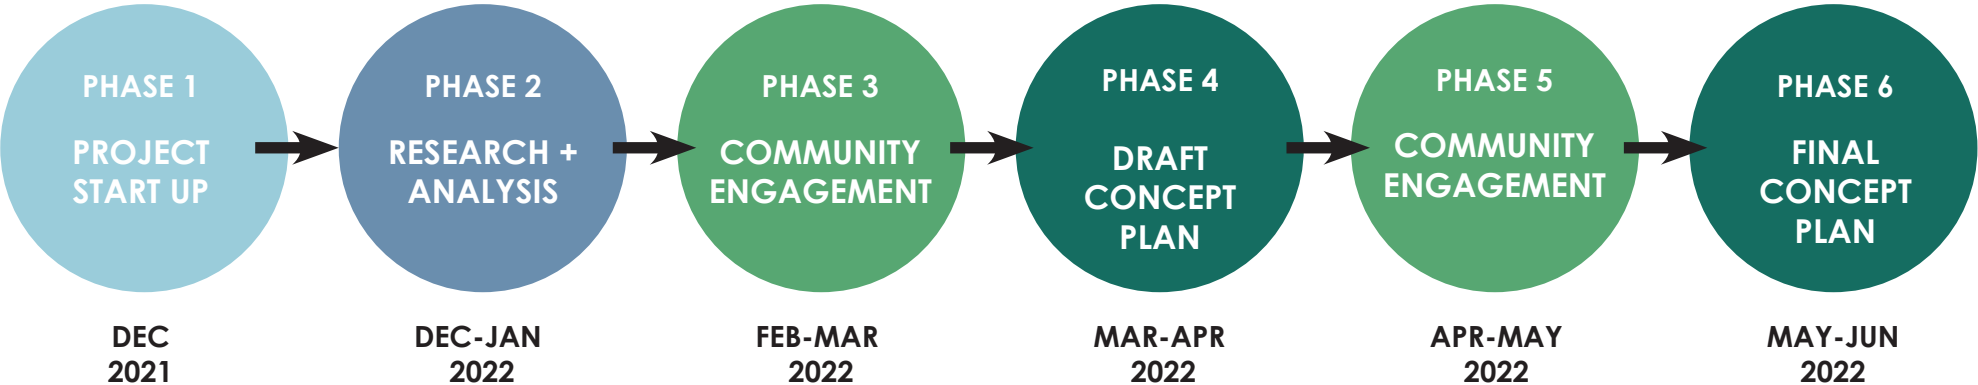 PHASE 1
PROJECT
START UP
DEC
2021
PHASE 2
RESEARCH +
ANALYSIS
DEC-JAN
2022
PHASE 3
COMMUNITY
ENGAGEMENT
FEB-MAR
2022
PHASE 4
DRAFT
CONCEPT
PLAN
MAR-APR
2022
PHASE 5
COMMUNITY
ENGAGEMENT
APR-MAY
2022
PHASE 6
FINAL
CONCEPT
PLAN
MAY-JUN
2022